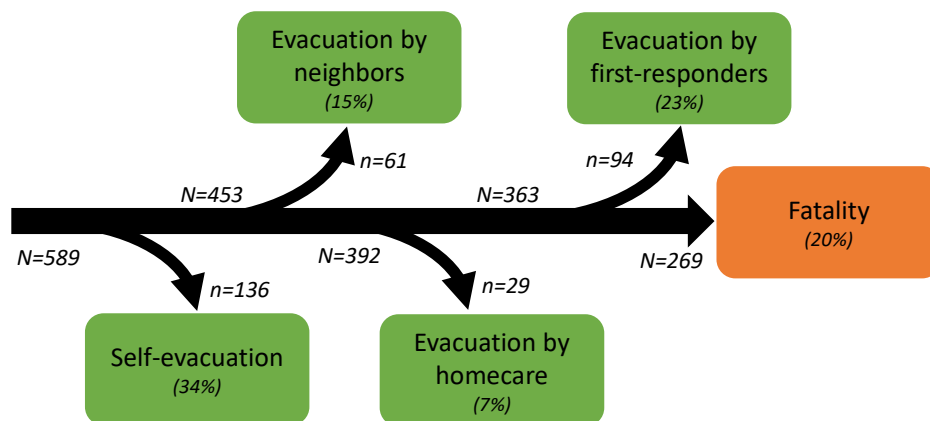 Evacuation by
neighbors
(15%)
Evacuation by
first-responders
(23%)
n=61
n=94
N=453
N=363
Fatality
(20%)
N=589
N=392
N=269
n=136
n=29
Self-evacuation
(34%)
Evacuation by
homecare
(7%)